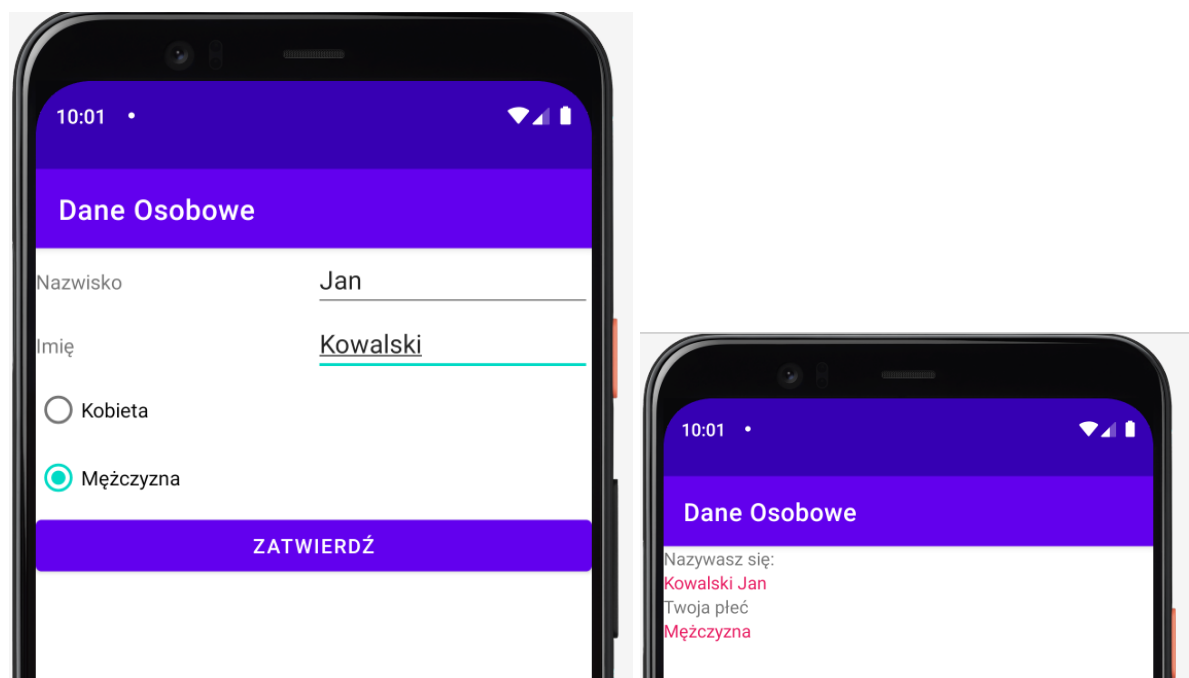 10:01
Dane Osobowe
Nazwisko Jan
Imię Kowalski
Kobieta
Mężczyzna
ZATWIERDŹ
10:01
Dane Osobowe
Nazywasz się:
Kowalski Jan
Twoja płeć
Mężczyzna